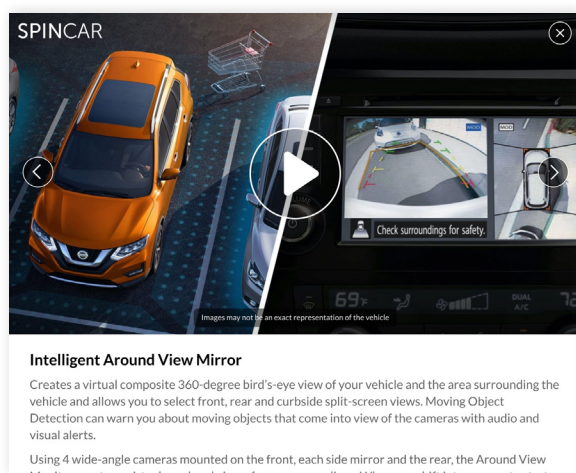 SPINCAR
MOD
MOD
Check surroundings for safety.
69°F
DUAL
A/C
72
Images may not be an exact representation of the vehicle
Intelligent Around View Mirror
Creates a virtual composite 360-degree bird's-eye view of your vehicle and the area surrounding the
vehicle and allows you to select front, rear and curbside split-screen views. Moving Object
Detection can warn you about moving objects that come into view of the cameras with audio and
visual alerts.
Using 4 wide-angle cameras mounted on the front, each side mirror and the rear, the Around View